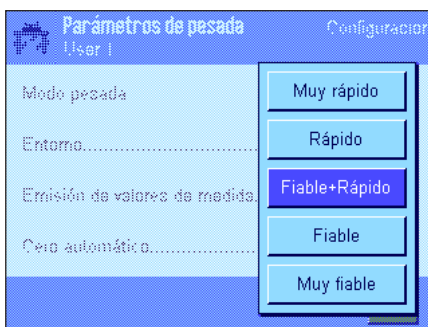 Parámetros de pesada
Configuracion
User 1
Modo pesada
Entorno
Emisión de valores de medida.
Cero automático
Muy rápido
Rápido
Fiable+Rápido
Fiable
Muy fiable